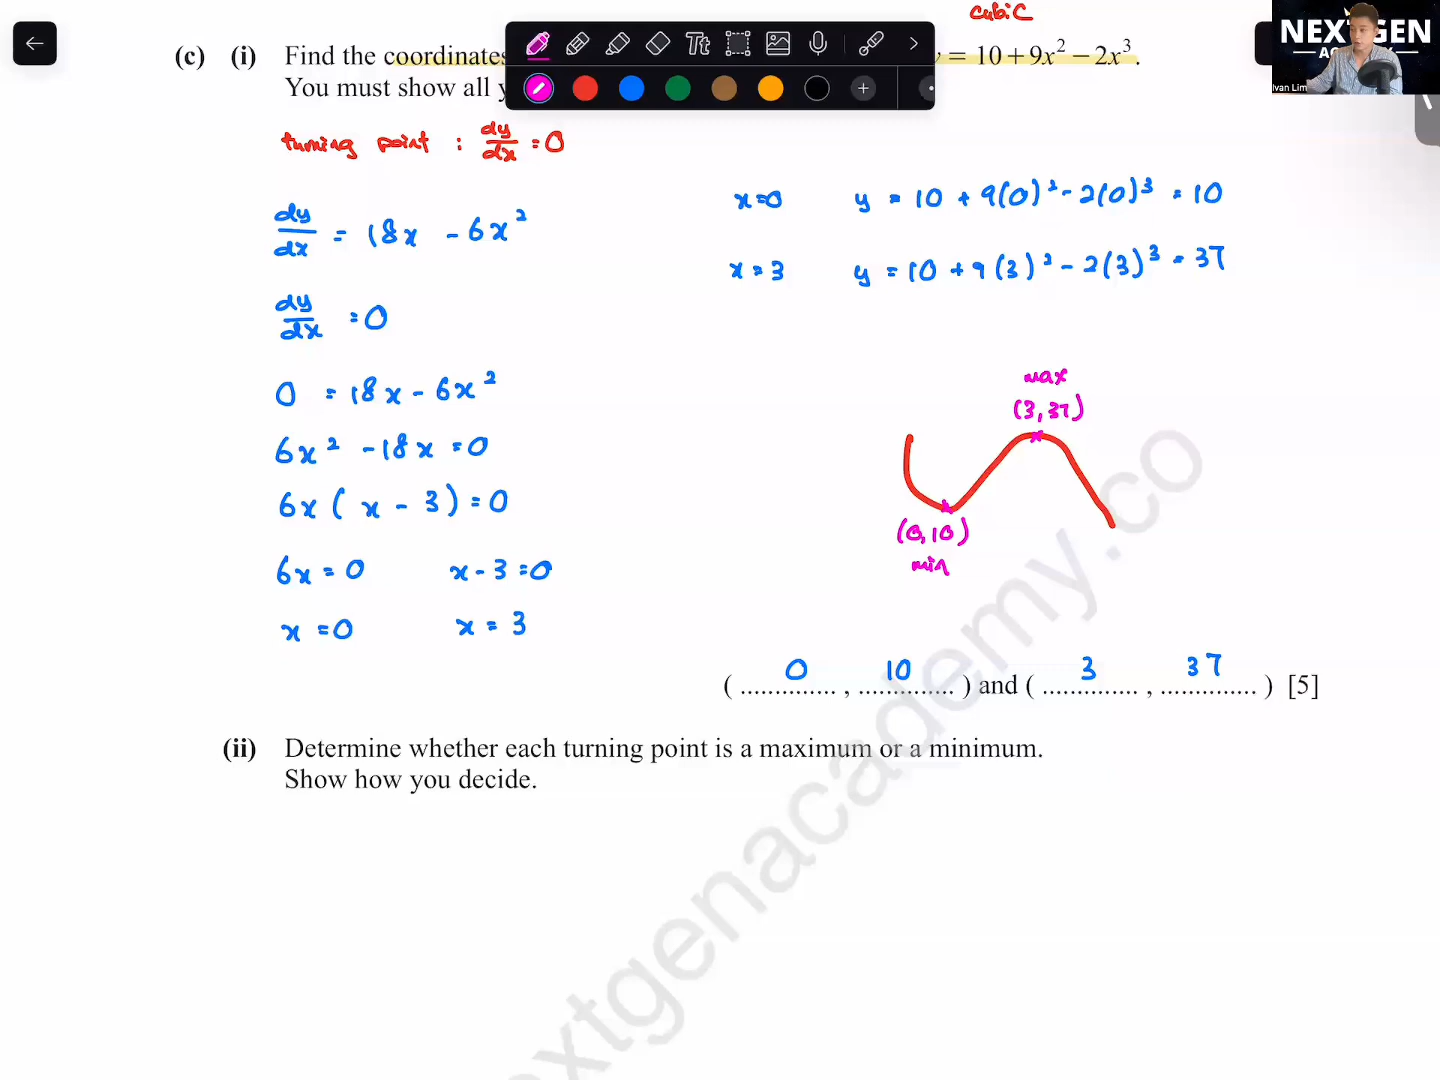 cubic
(c) (i) Find the coordinates y = 10 + 9x² − 2x³.
You must show all y
Tt
NEXTGEN
Ivan Lim
turning point : dy/dx = 0
dy/dx = 18x − 6x²
dy/dx = 0
0 = 18x − 6x²
6x² − 18x = 0
6x ( x − 3 ) = 0
6x = 0 x − 3 = 0
x = 0 x = 3
x = 0 y = 10 + 9(0)² − 2(0)³ = 10
x = 3 y = 10 + 9(3)² − 2(3)³ = 37
max
(3, 37)
(0, 10)
min
( ....0.... , ....10.... ) and ( ....3.... , ....37.... ) [5]
(ii) Determine whether each turning point is a maximum or a minimum.
Show how you decide.
extgenacademy.com